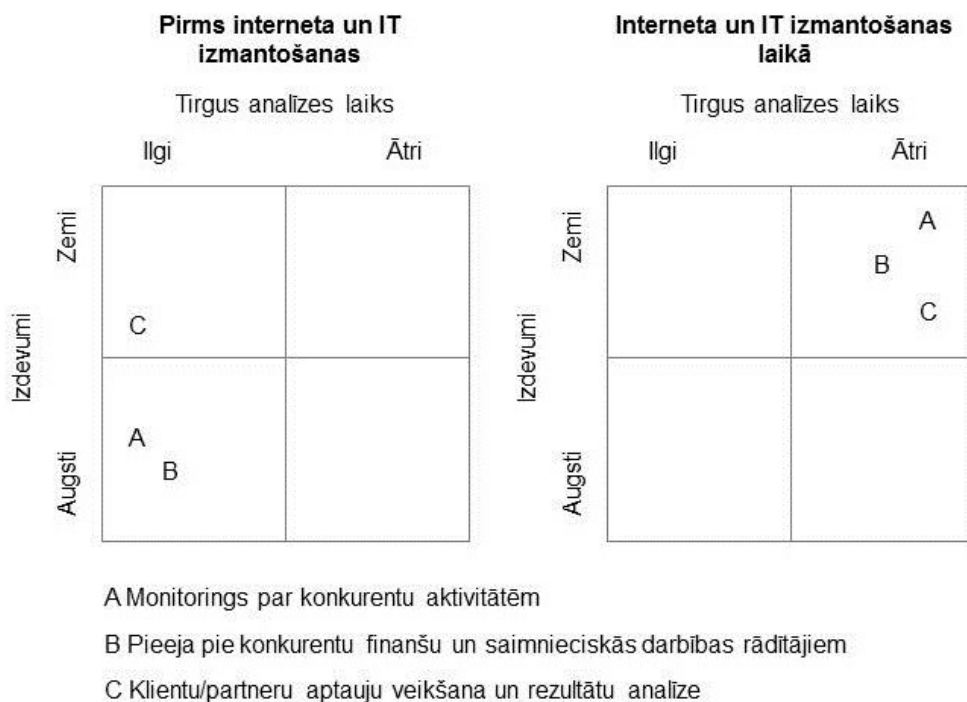 Pirms interneta un IT
izmantošanas
Tirgus analīzes laiks
Ilgi Ātri
Zemi
Izdevumi
Augsti
C
A
B
Interneta un IT izmantošanas
laikā
Tirgus analīzes laiks
Ilgi Ātri
Zemi
Izdevumi
Augsti
A
B
C
A Monitorings par konkurentu aktivitātēm
B Pieeja pie konkurentu finanšu un saimnieciskās darbības rādītājiem
C Klientu/partneru aptauju veikšana un rezultātu analīze